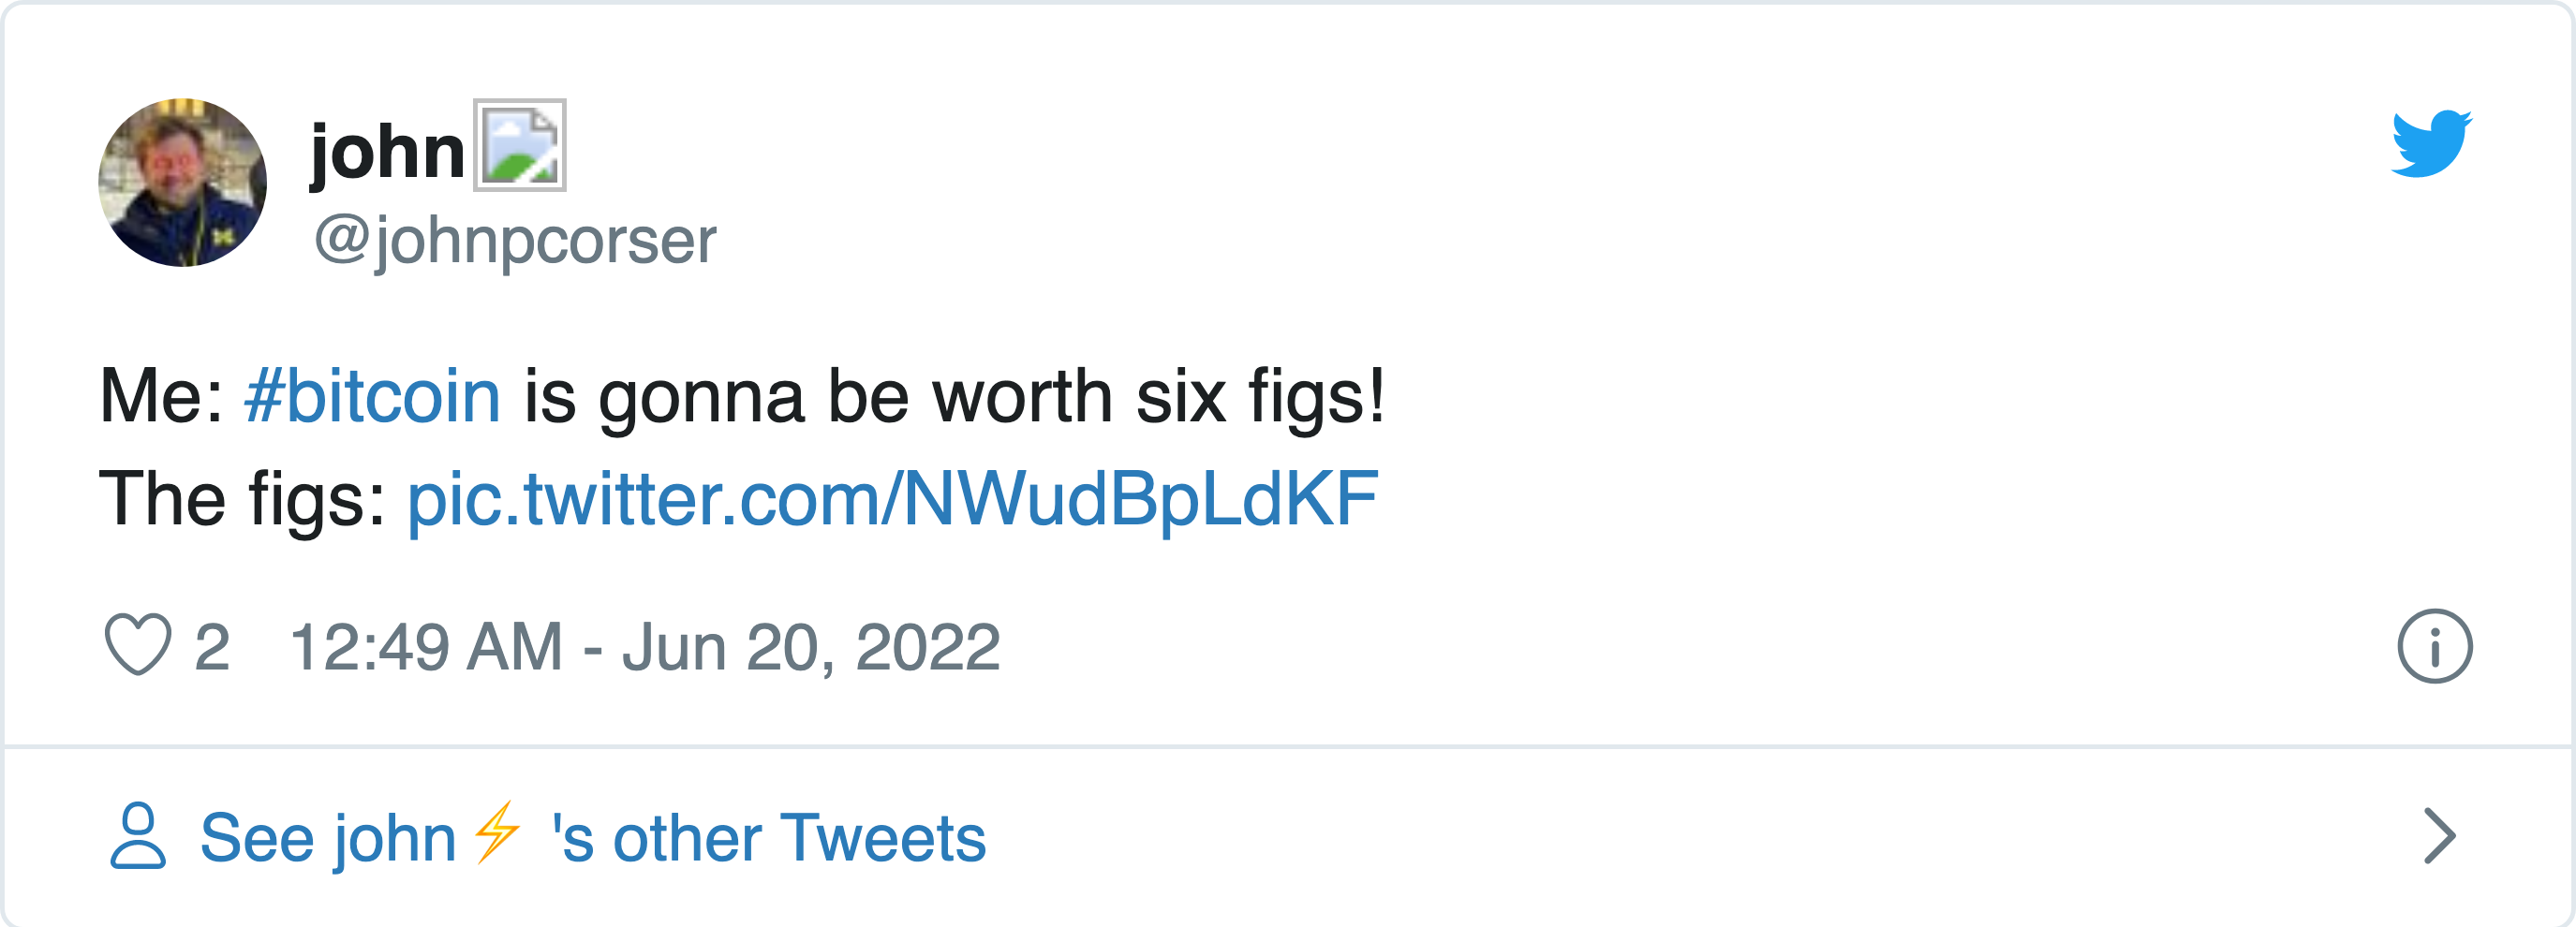 john
@johnpcorser
Me: #bitcoin is gonna be worth six figs!
The figs: pic.twitter.com/NWudBpLdKF
2 12:49 AM - Jun 20, 2022
See john⚡ 's other Tweets